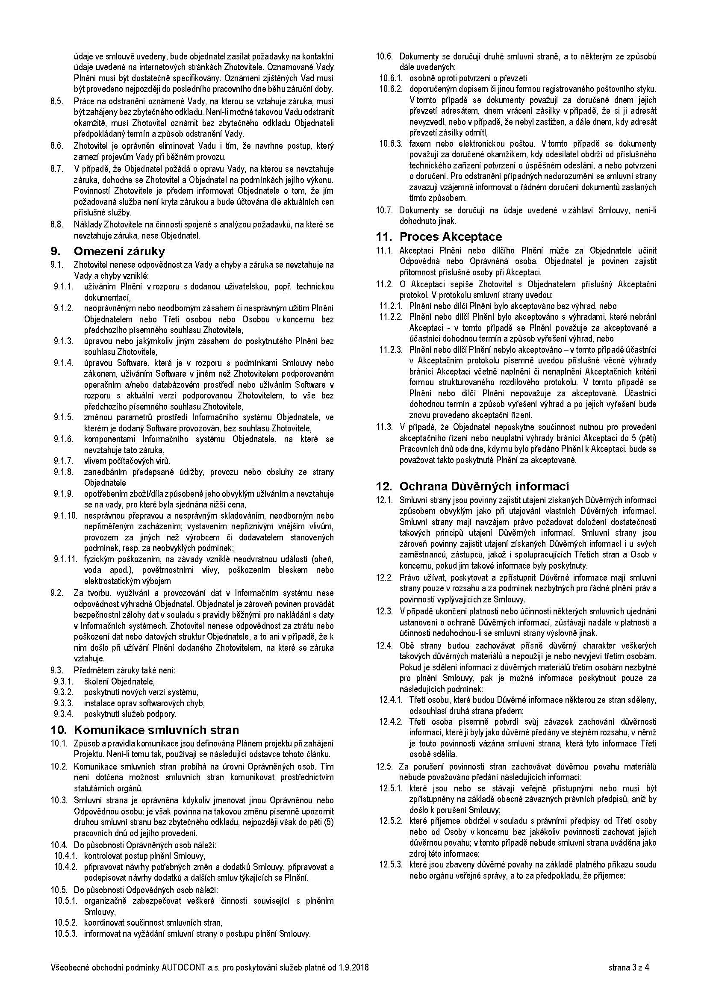 údaje ve smlouvě uvedeny, bude objednatel zasílat požadavky na kontaktní
údaje uvedené na internetových stránkách Zhotovitele. Oznamované Vady
Plnění musí být dostatečně specifikovány. Oznámení zjištěných Vad musí
být provedeno nejpozději do posledního pracovního dne běhu záruční doby.
8.5. Práce na odstranění oznámené Vady, na kterou se vztahuje záruka, musí
být zahájeny bez zbytečného odkladu. Není-li možné takovou Vadu odstranit
okamžitě, musí Zhotovitel oznámit bez zbytečného odkladu Objednateli
předpokládaný termín a způsob odstranění Vady.
8.6. Zhotovitel je oprávněn eliminovat Vadu i tím, že navrhne postup, který
zamezí projevům Vady při běžném provozu.
8.7. V případě, že Objednatel požádá o opravu Vady, na kterou se nevztahuje
záruka, dohodne se Zhotovitel a Objednatel na podmínkách jejího výkonu.
Povinností Zhotovitele je předem informovat Objednatele o tom, že jím
požadovaná služba není kryta zárukou a bude účtována dle aktuálních cen
příslušné služby.
8.8. Náklady Zhotovitele na činnosti spojené s analýzou požadavků, na které se
nevztahuje záruka, nese Objednatel.
9. Omezení záruky
9.1. Zhotovitel nenese odpovědnost za Vady a chyby a záruka se nevztahuje na
Vady a chyby vzniklé:
9.1.1. užíváním Plnění v rozporu s dodanou uživatelskou, popř. technickou
dokumentací,
9.1.2. neoprávněným nebo neodborným zásahem či nesprávným užitím Plnění
Objednatelem nebo Třetí osobou nebo Osobou v koncernu bez
předchozího písemného souhlasu Zhotovitele,
9.1.3. úpravou nebo jakýmkoliv jiným zásahem do poskytnutého Plnění bez
souhlasu Zhotovitele,
9.1.4. úpravou Software, která je v rozporu s podmínkami Smlouvy nebo
zákonem, užíváním Software v jiném než Zhotovitelem podporovaném
operačním a/nebo databázovém prostředí nebo užíváním Software v
rozporu s aktuální verzí podporovanou Zhotovitelem, to vše bez
předchozího písemného souhlasu Zhotovitele,
9.1.5. změnou parametrů prostředí Informačního systému Objednatele, ve
kterém je dodaný Software provozován, bez souhlasu Zhotovitele,
9.1.6. komponentami Informačního systému Objednatele, na které se
nevztahuje tato záruka,
9.1.7. vlivem počítačových virů,
9.1.8. zanedbáním předepsané údržby, provozu nebo obsluhy ze strany
Objednatele
9.1.9. opotřebením zboží/díla způsobené jeho obvyklým užíváním a nevztahuje
se na vady, pro které byla sjednána nižší cena,
9.1.10. nesprávnou přepravou a nesprávným skladováním, neodborným nebo
nepřiměřeným zacházením; vystavením nepříznivým vnějším vlivům,
provozem za jiných než výrobcem či dodavatelem stanovených
podmínek, resp. za neobvyklých podmínek;
9.1.11. fyzickým poškozením, na závady vzniklé neodvratnou událostí (oheň,
voda apod.), povětrnostními vlivy, poškozením bleskem nebo
elektrostatickým výbojem
9.2. Za tvorbu, využívání a provozování dat v Informačním systému nese
odpovědnost výhradně Objednatel. Objednatel je zároveň povinen provádět
bezpečnostní zálohy dat v souladu s pravidly běžnými pro nakládání s daty
v Informačních systémech. Zhotovitel nenese odpovědnost za ztrátu nebo
poškození dat nebo datových struktur Objednatele, a to ani v případě, že k
nim došlo při užívání Plnění dodaného Zhotovitelem, na které se záruka
vztahuje.
9.3. Předmětem záruky také není:
9.3.1. školení Objednatele,
9.3.2. poskytnutí nových verzí systému,
9.3.3. instalace oprav softwarových chyb,
9.3.4. poskytnutí služeb podpory.
10. Komunikace smluvních stran
10.1. Způsob a pravidla komunikace jsou definována Plánem projektu při zahájení
Projektu. Není-li tomu tak, používají se následující odstavce tohoto článku.
10.2. Komunikace smluvních stran probíhá na úrovni Oprávněných osob. Tím
není dotčena možnost smluvních stran komunikovat prostřednictvím
statutárních orgánů.
10.3. Smluvní strana je oprávněna kdykoliv jmenovat jinou Oprávněnou nebo
Odpovědnou osobu; je však povinna na takovou změnu písemně upozornit
druhou smluvní stranu bez zbytečného odkladu, nejpozději však do pěti (5)
pracovních dnů od jejího provedení.
10.4. Do působnosti Oprávněných osob náleží:
10.4.1. kontrolovat postup plnění Smlouvy,
10.4.2. připravovat návrhy potřebných změn a dodatků Smlouvy, připravovat a
podepisovat návrhy dodatků a dalších smluv týkajících se Plnění.
10.5. Do působnosti Odpovědných osob náleží:
10.5.1. organizačně zabezpečovat veškeré činnosti související s plněním
Smlouvy,
10.5.2. koordinovat součinnost smluvních stran,
10.5.3. informovat na vyžádání smluvní strany o postupu plnění Smlouvy.
10.6. Dokumenty se doručují druhé smluvní straně, a to některým ze způsobů
dále uvedených:
10.6.1. osobně oproti potvrzení o převzetí
10.6.2. doporučeným dopisem či jinou formou registrovaného poštovního styku.
V tomto případě se dokumenty považují za doručené dnem jejich
převzetí adresátem, dnem vrácení zásilky v případě, že si ji adresát
nevyzvedl, nebo v případě, že nebyl zastižen, a dále dnem, kdy adresát
převzetí zásilky odmítl,
10.6.3. faxem nebo elektronickou poštou. V tomto případě se dokumenty
považují za doručené okamžikem, kdy odesílatel obdrží od příslušného
technického zařízení potvrzení o úspěšném odeslání, a nebo potvrzení
o doručení. Pro odstranění případných nedorozumění se smluvní strany
zavazují vzájemně informovat o řádném doručení dokumentů zaslaných
tímto způsobem.
10.7. Dokumenty se doručují na údaje uvedené v záhlaví Smlouvy, není-li
dohodnuto jinak.
11. Proces Akceptace
11.1. Akceptaci Plnění nebo dílčího Plnění může za Objednatele učinit
Odpovědná nebo Oprávněná osoba. Objednatel je povinen zajistit
přítomnost příslušné osoby při Akceptaci.
11.2. O Akceptaci sepíše Zhotovitel s Objednatelem příslušný Akceptační
protokol. V protokolu smluvní strany uvedou:
11.2.1. Plnění nebo dílčí Plnění bylo akceptováno bez výhrad, nebo
11.2.2. Plnění nebo dílčí Plnění bylo akceptováno s výhradami, které nebrání
Akceptaci - v tomto případě se Plnění považuje za akceptované a
účastníci dohodnou termín a způsob vyřešení výhrad, nebo
11.2.3. Plnění nebo dílčí Plnění nebylo akceptováno – v tomto případě účastníci
v Akceptačním protokolu písemně uvedou příslušné věcné výhrady
bránící Akceptaci včetně naplnění či nenaplnění Akceptačních kritérií
formou strukturovaného rozdílového protokolu. V tomto případě se
Plnění nebo dílčí Plnění nepovažuje za akceptované. Účastníci
dohodnou termín a způsob vyřešení výhrad a po jejich vyřešení bude
znovu provedeno akceptační řízení.
11.3. V případě, že Objednatel neposkytne součinnost nutnou pro provedení
akceptačního řízení nebo neuplatní výhrady bránící Akceptaci do 5 (pěti)
Pracovních dnů ode dne, kdy mu bylo předáno Plnění k Akceptaci, bude se
považovat takto poskytnuté Plnění za akceptované.
12. Ochrana Důvěrných informací
12.1. Smluvní strany jsou povinny zajistit utajení získaných Důvěrných informací
způsobem obvyklým jako při utajování vlastních Důvěrných informací.
Smluvní strany mají navzájem právo požadovat doložení dostatečnosti
takových principů utajení Důvěrných informací. Smluvní strany jsou
zároveň povinny zajistit utajení získaných Důvěrných informací i u svých
zaměstnanců, zástupců, jakož i spolupracujících Třetích stran a Osob v
koncernu, pokud jim takové informace byly poskytnuty.
12.2. Právo užívat, poskytovat a zpřístupnit Důvěrné informace mají smluvní
strany pouze v rozsahu a za podmínek nezbytných pro řádné plnění práv a
povinností vyplývajících ze Smlouvy.
12.3. V případě ukončení platnosti nebo účinnosti některých smluvních ujednání
ustanovení o ochraně Důvěrných informací, zůstávají nadále v platnosti a
účinnosti nedohodnou-li se smluvní strany výslovně jinak.
12.4. Obě strany budou zachovávat přísně důvěrný charakter veškerých
takových důvěrných materiálů a nepoužijí je nebo nevyjeví třetím osobám.
Pokud je sdělení informací z důvěrných materiálů třetím osobám nezbytné
pro plnění Smlouvy, pak je možné informace poskytnout pouze za
následujících podmínek:
12.4.1. Třetí osobu, které budou Důvěrné informace některou ze stran sděleny,
odsouhlasí druhá strana předem;
12.4.2. Třetí osoba písemně potvrdí svůj závazek zachování důvěrnosti
informací, které jí byly jako důvěrné předány ve stejném rozsahu, v němž
je touto povinností vázána smluvní strana, která tyto informace Třetí
osobě sdělila.
12.5. Za porušení povinnosti stran zachovávat důvěrnou povahu materiálů
nebude považováno předání následujících informací:
12.5.1. které jsou nebo se stávají veřejně přístupnými nebo musí být
zpřístupněny na základě obecně závazných právních předpisů, aniž by
došlo k porušení Smlouvy;
12.5.2. které příjemce obdržel v souladu s právními předpisy od Třetí osoby
nebo od Osoby v koncernu bez jakékoliv povinnosti zachovat jejich
důvěrnou povahu; v tomto případě nebude smluvní strana uváděna jako
zdroj této informace;
12.5.3. které jsou zbaveny důvěrné povahy na základě platného příkazu soudu
nebo orgánu veřejné správy, a to za předpokladu, že příjemce:
Všeobecné obchodní podmínky AUTOCONT a.s. pro poskytování služeb platné od 1.9.2018 strana 3 z 4